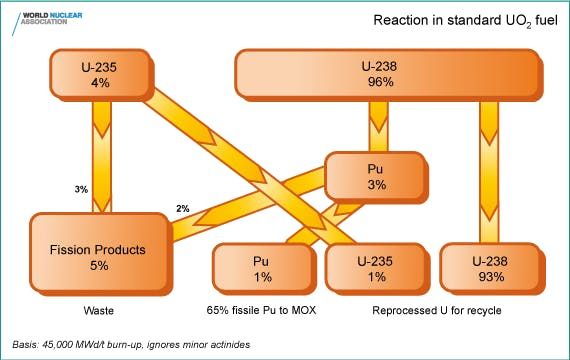 WORLD NUCLEAR
ASSOCIATION
Reaction in standard UO₂ fuel
U-235
4%
U-238
96%
Pu
3%
3%
2%
Fission Products
5%
Pu
1%
U-235
1%
U-238
93%
Waste
65% fissile Pu to MOX
Reprocessed U for recycle
Basis: 45,000 MWd/t burn-up, ignores minor actinides